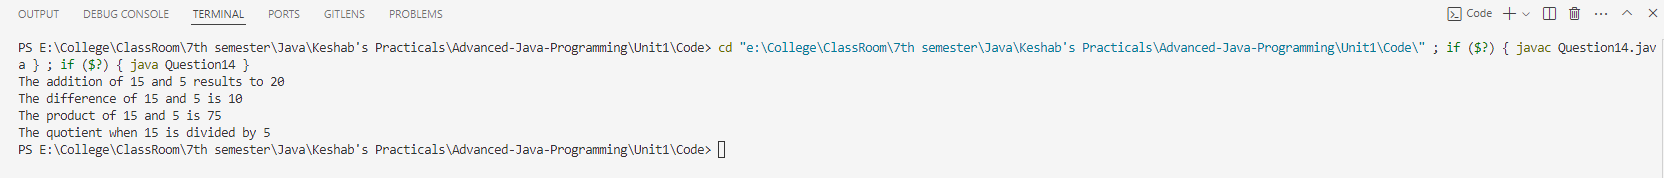 OUTPUT DEBUG CONSOLE TERMINAL PORTS GITLENS PROBLEMS Code
PS E:\College\ClassRoom\7th semester\Java\Keshab's Practicals\Advanced-Java-Programming\Unit1\Code> cd "e:\College\ClassRoom\7th semester\Java\Keshab's Practicals\Advanced-Java-Programming\Unit1\Code\" ; if ($?) { javac Question14.jav
a } ; if ($?) { java Question14 }
The addition of 15 and 5 results to 20
The difference of 15 and 5 is 10
The product of 15 and 5 is 75
The quotient when 15 is divided by 5
PS E:\College\ClassRoom\7th semester\Java\Keshab's Practicals\Advanced-Java-Programming\Unit1\Code>